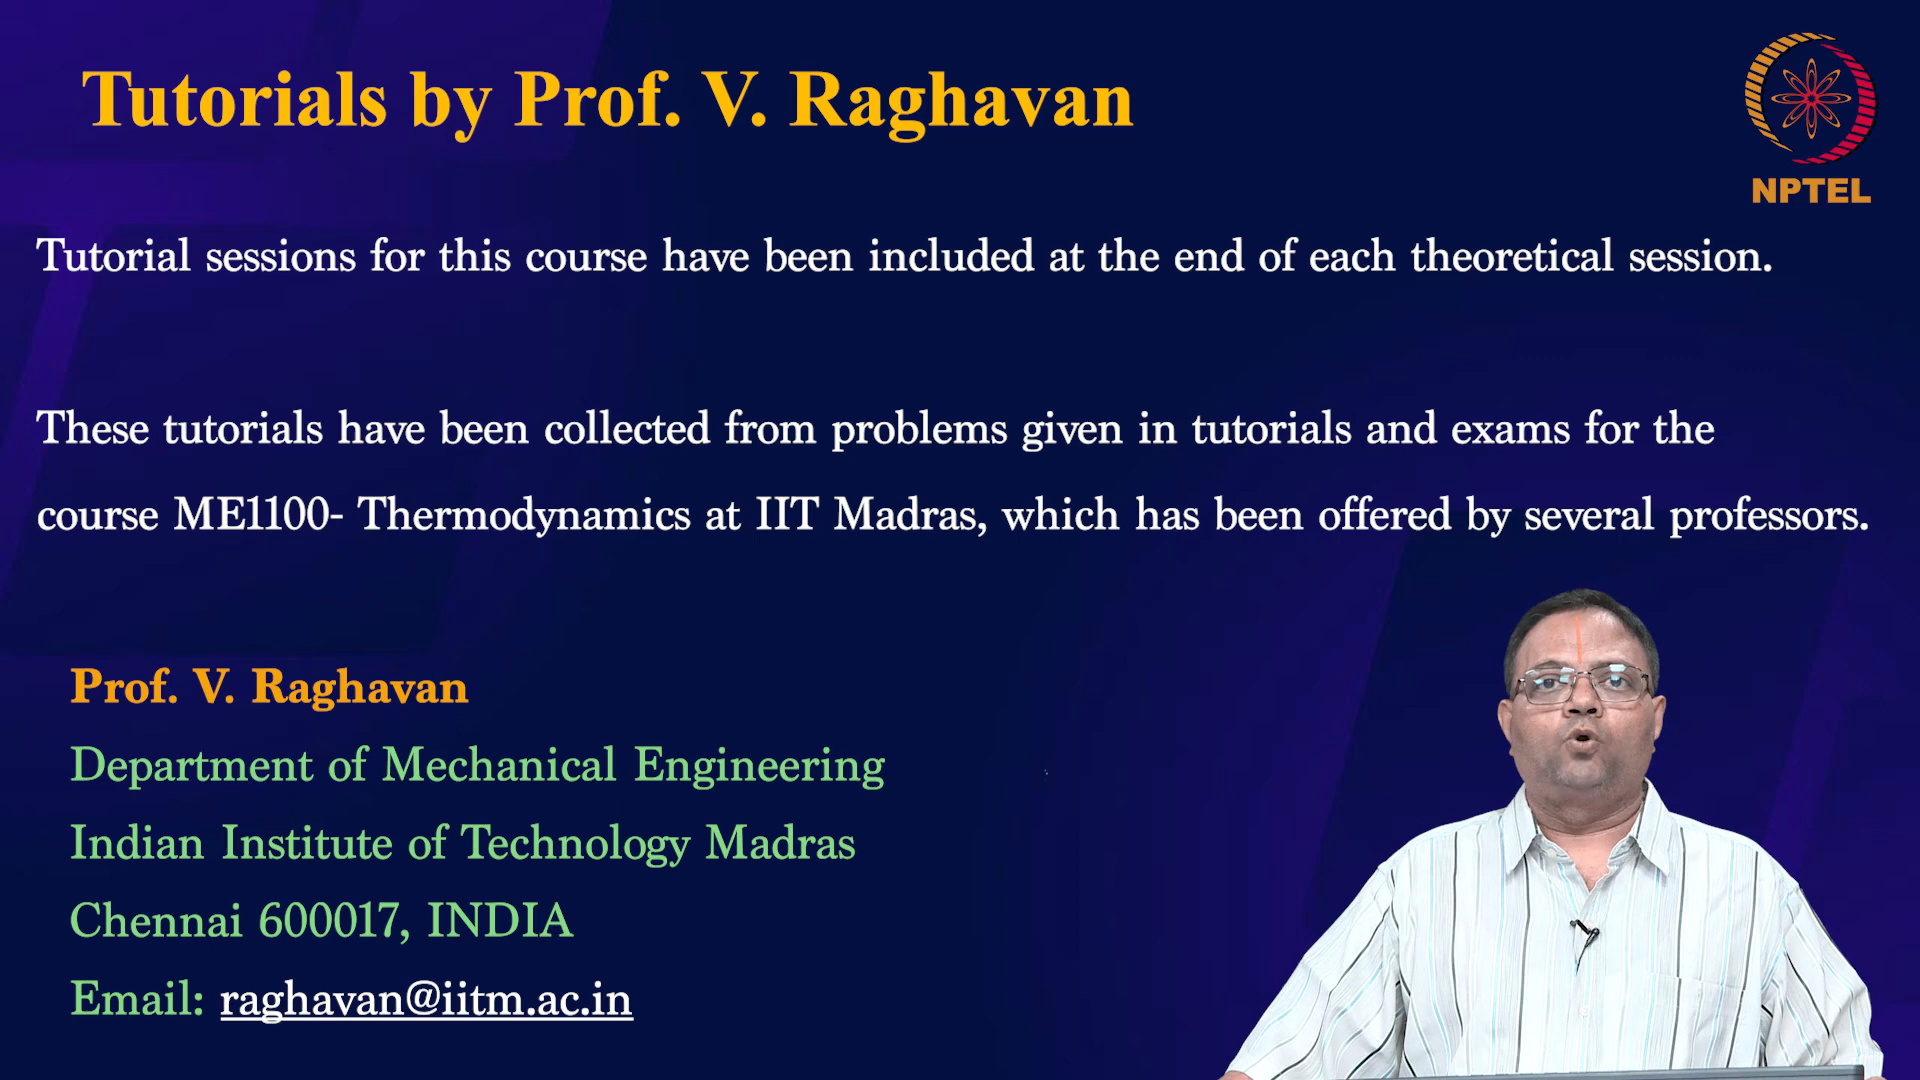 Tutorials by Prof. V. Raghavan
NPTEL
Tutorial sessions for this course have been included at the end of each theoretical session.
These tutorials have been collected from problems given in tutorials and exams for the
course ME1100- Thermodynamics at IIT Madras, which has been offered by several professors.
Prof. V. Raghavan
Department of Mechanical Engineering
Indian Institute of Technology Madras
Chennai 600017, INDIA
Email: raghavan@iitm.ac.in